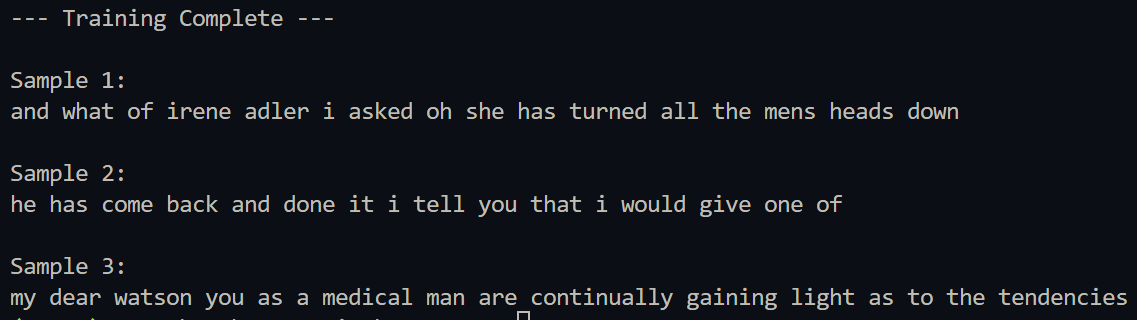 --- Training Complete ---
Sample 1:
and what of irene adler i asked oh she has turned all the mens heads down
Sample 2:
he has come back and done it i tell you that i would give one of
Sample 3:
my dear watson you as a medical man are continually gaining light as to the tendencies